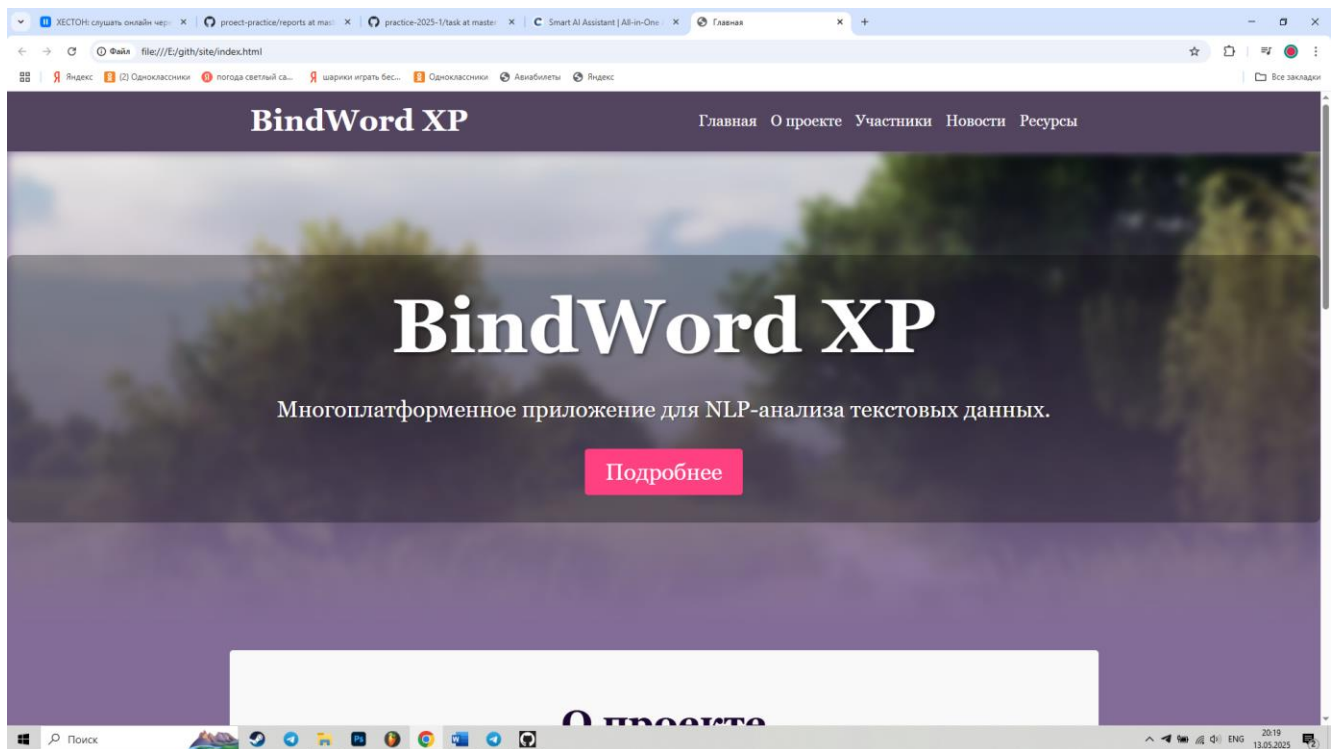 ХЕСТОН: слушать онлайн чере
proect-practice/reports at mast
practice-2025-1/task at master
Smart AI Assistant | All-in-One
Главная
Файл file:///E:/gith/site/index.html
Яндекс (2) Одноклассники погода светлый са... шарики играть бес... Одноклассники Авиабилеты Яндекс Все закладки
BindWord XP
Главная О проекте Участники Новости Ресурсы
BindWord XP
Многоплатформенное приложение для NLP-анализа текстовых данных.
Подробнее
О проекте
Поиск
ENG
20:19
13.05.2025